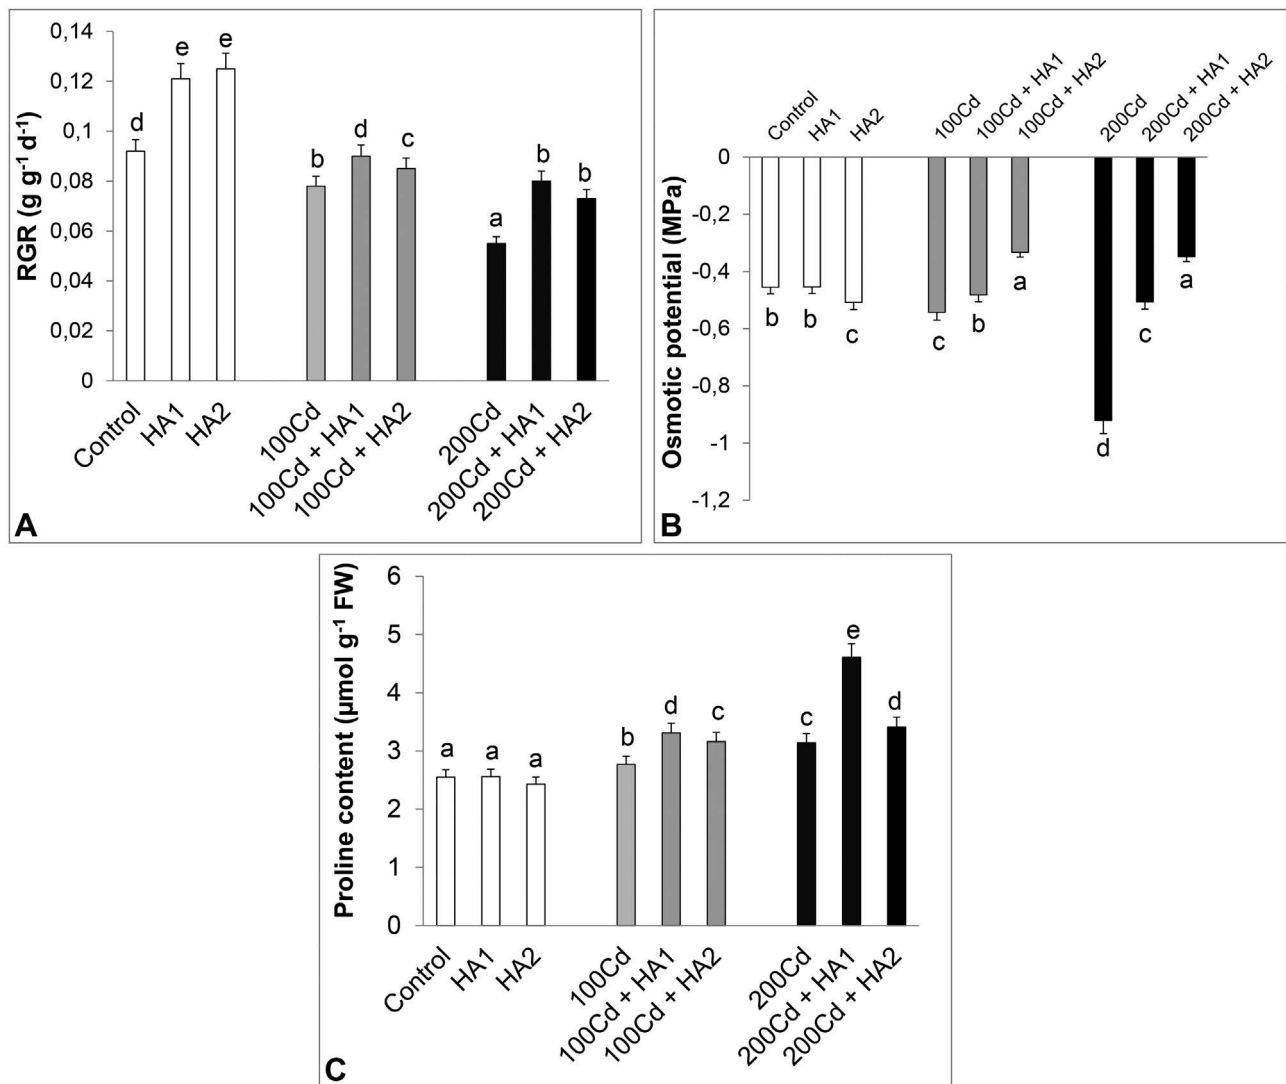 0,14
0,12
0,1
0,08
0,06
0,04
0,02
0
RGR (g g⁻¹ d⁻¹)
d
e
e
b
d
c
a
b
b
Control
HA1
HA2
100Cd
100Cd + HA1
100Cd + HA2
200Cd
200Cd + HA1
200Cd + HA2
A
Control
HA1
HA2
100Cd
100Cd + HA1
100Cd + HA2
200Cd
200Cd + HA1
200Cd + HA2
0
-0,2
-0,4
-0,6
-0,8
-1
-1,2
Osmotic potential (MPa)
b
b
c
c
b
a
d
c
a
B
6
5
4
3
2
1
0
Proline content (µmol g⁻¹ FW)
a
a
a
b
d
c
c
e
d
Control
HA1
HA2
100Cd
100Cd + HA1
100Cd + HA2
200Cd
200Cd + HA1
200Cd + HA2
C